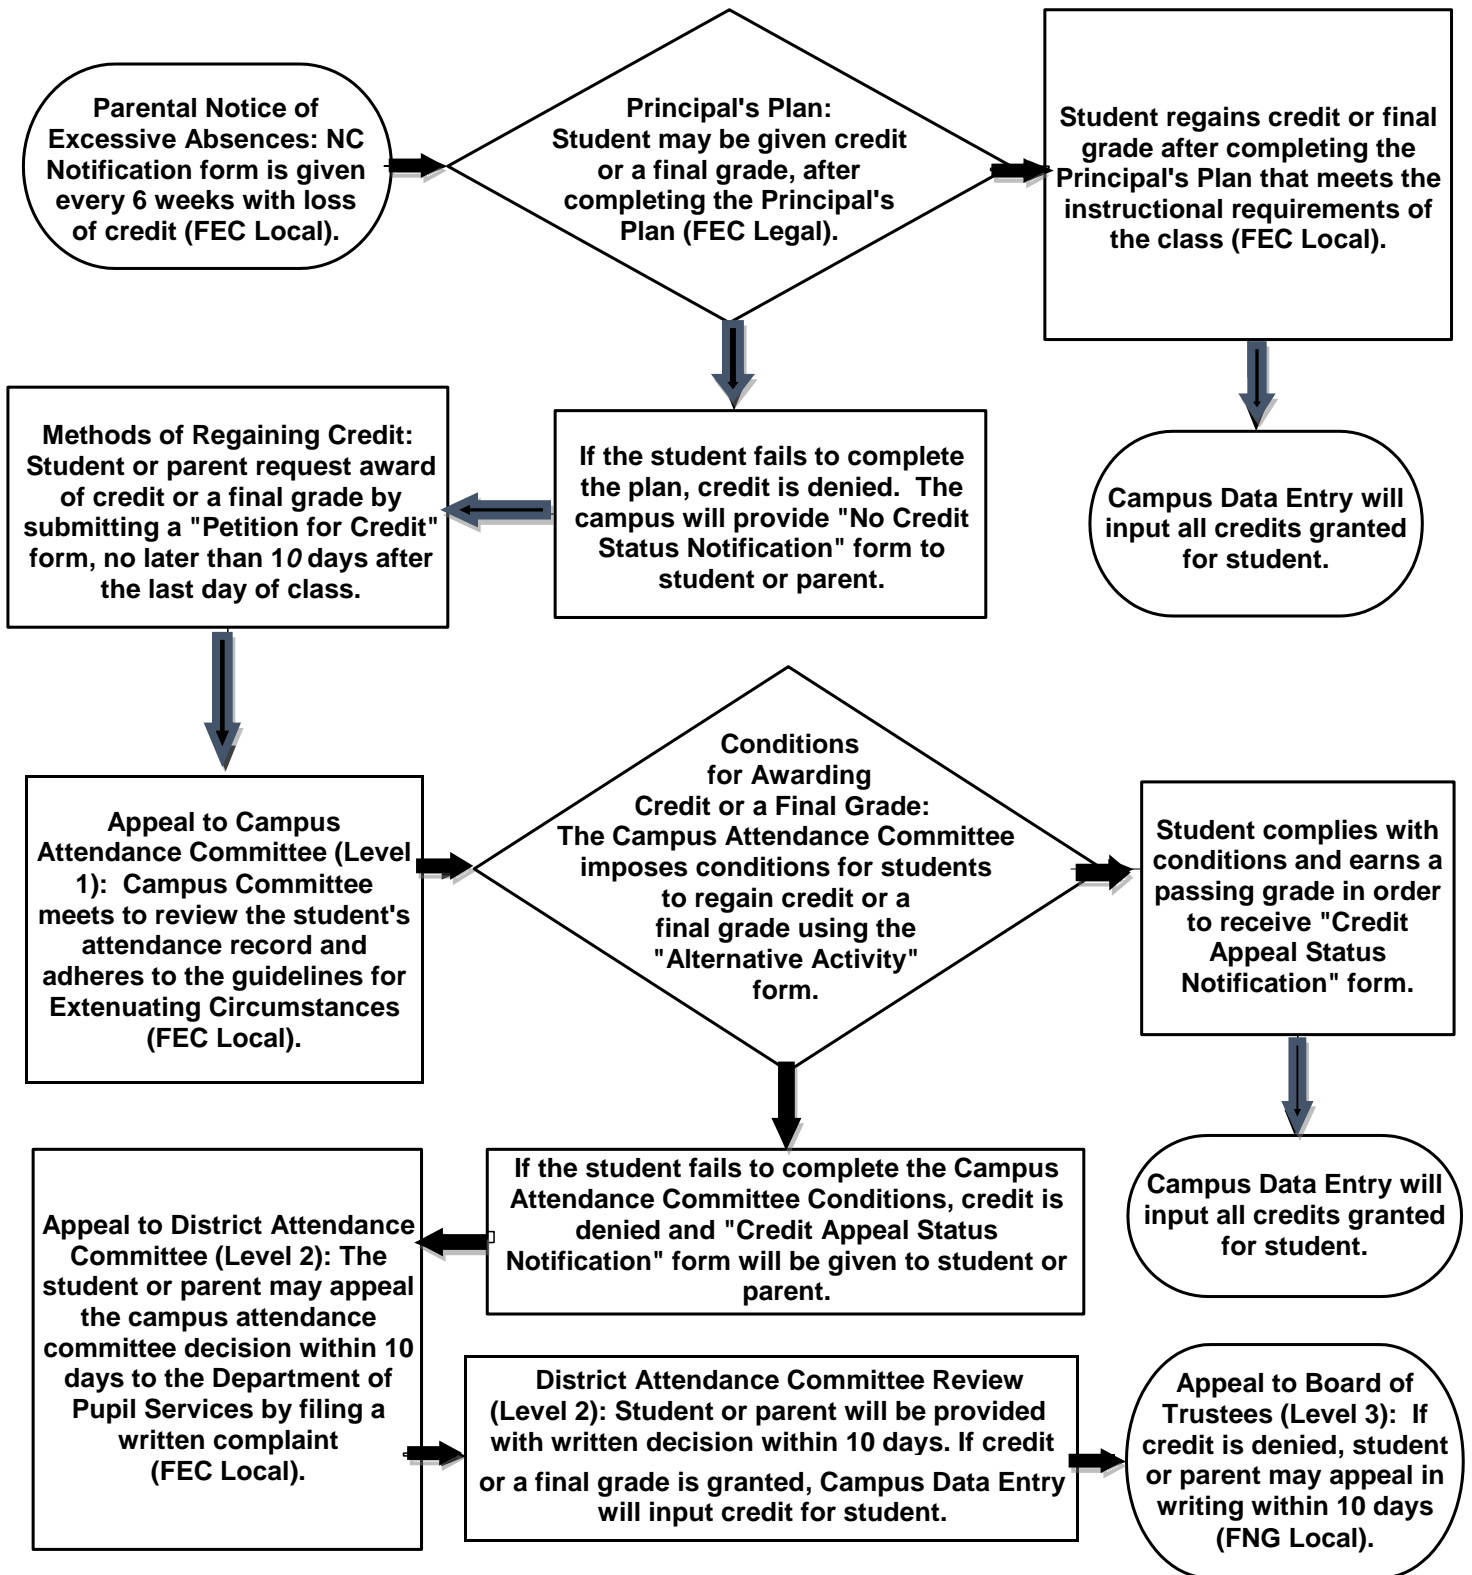 Parental Notice of
Excessive Absences: NC
Notification form is given
every 6 weeks with loss
of credit (FEC Local).
Principal's Plan:
Student may be given credit
or a final grade, after
completing the Principal's
Plan (FEC Legal).
Student regains credit or final
grade after completing the
Principal's Plan that meets the
instructional requirements of
the class (FEC Local).
Campus Data Entry will
input all credits granted
for student.
If the student fails to complete
the plan, credit is denied.  The
campus will provide "No Credit
Status Notification" form to
student or parent.
Methods of Regaining Credit:
Student or parent request award
of credit or a final grade by
submitting a "Petition for Credit"
form, no later than 10 days after
the last day of class.
Appeal to Campus
Attendance Committee (Level
1):  Campus Committee
meets to review the student's
attendance record and
adheres to the guidelines for
Extenuating Circumstances
(FEC Local).
Conditions
for Awarding
Credit or a Final Grade:
The Campus Attendance Committee
imposes conditions for students
to regain credit or a
final grade using the
"Alternative Activity"
form.
Student complies with
conditions and earns a
passing grade in order
to receive "Credit
Appeal Status
Notification" form.
Campus Data Entry will
input all credits granted
for student.
If the student fails to complete the Campus
Attendance Committee Conditions, credit is
denied and "Credit Appeal Status
Notification" form will be given to student or
parent.
Appeal to District Attendance
Committee (Level 2): The
student or parent may appeal
the campus attendance
committee decision within 10
days to the Department of
Pupil Services by filing a
written complaint
(FEC Local).
District Attendance Committee Review
(Level 2): Student or parent will be provided
with written decision within 10 days. If credit
or a final grade is granted, Campus Data Entry
will input credit for student.
Appeal to Board of
Trustees (Level 3):  If
credit is denied, student
or parent may appeal in
writing within 10 days
(FNG Local).